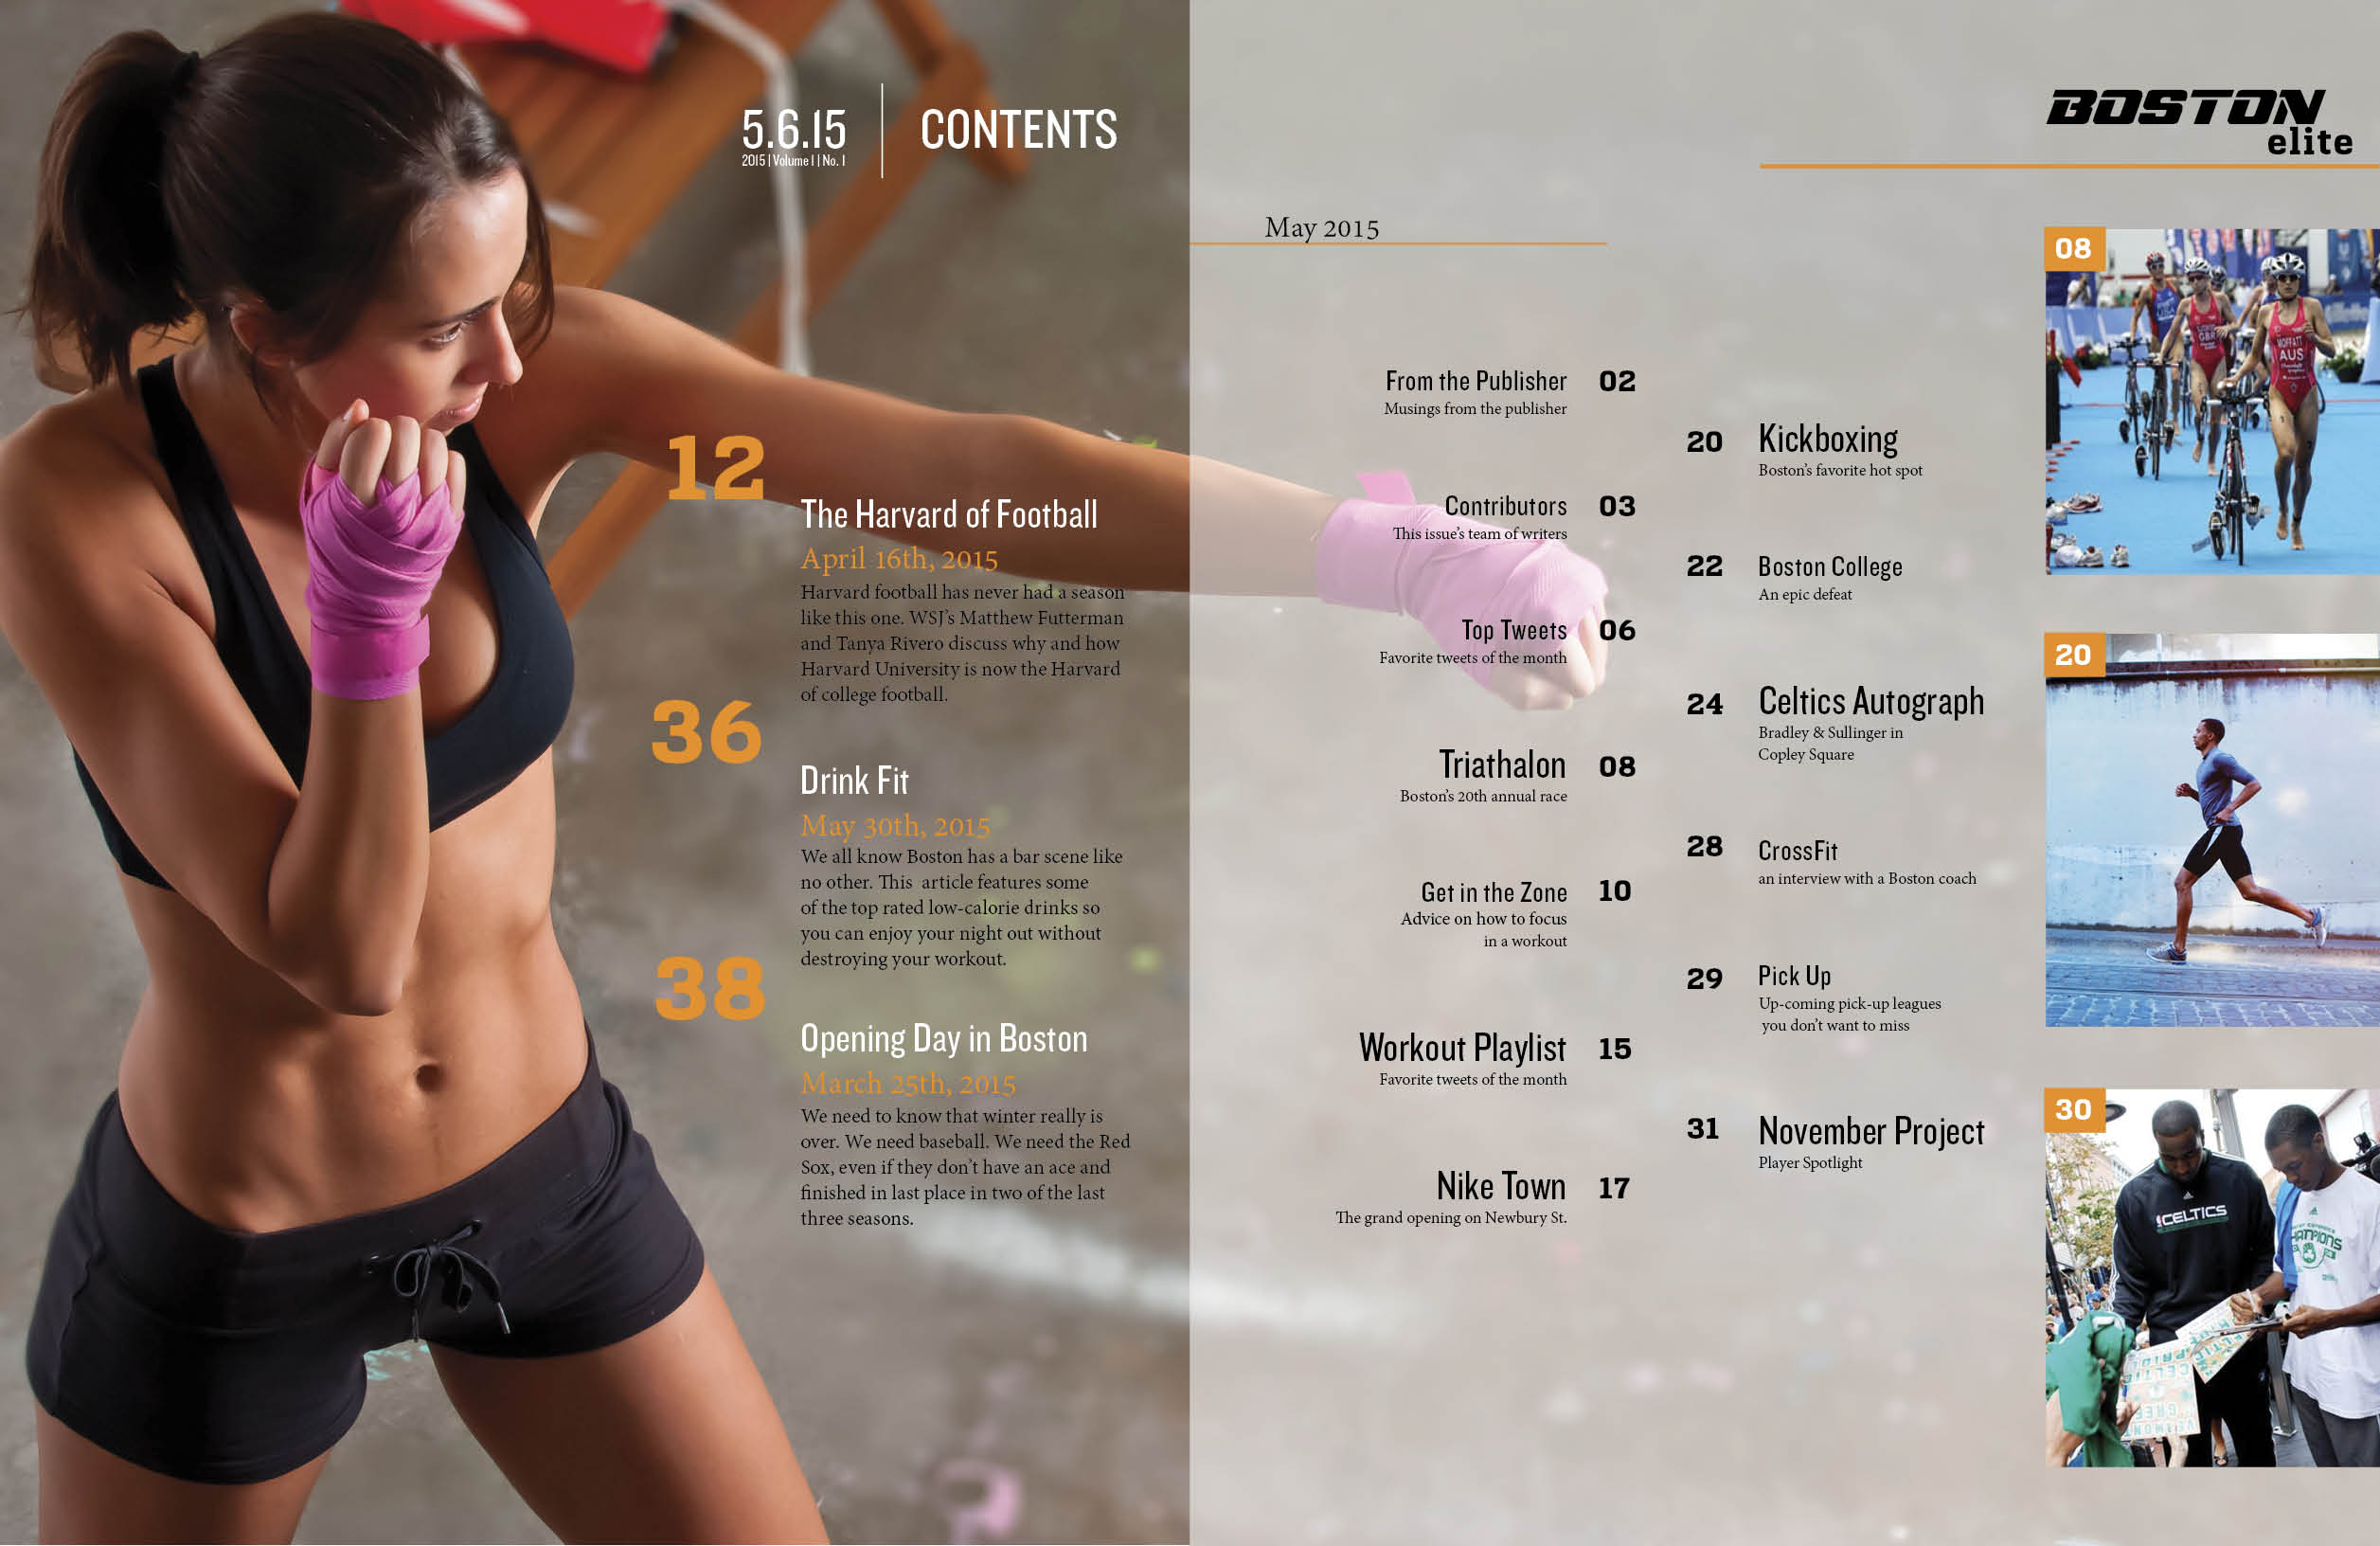 5.6.15
2015 | Volume I | No. 1
CONTENTS
12
The Harvard of Football
April 16th, 2015
Harvard football has never had a season
like this one. WSJ's Matthew Futterman
and Tanya Rivero discuss why and how
Harvard University is now the Harvard
of college football.
36
Drink Fit
May 30th, 2015
We all know Boston has a bar scene like
no other. This article features some
of the top rated low-calorie drinks so
you can enjoy your night out without
destroying your workout.
38
Opening Day in Boston
March 25th, 2015
We need to know that winter really is
over. We need baseball. We need the Red
Sox, even if they don't have an ace and
finished in last place in two of the last
three seasons.
BOSTON
elite
May 2015
From the Publisher 02
Musings from the publisher
Contributors 03
This issue's team of writers
Top Tweets 06
Favorite tweets of the month
Triathalon 08
Boston's 20th annual race
Get in the Zone 10
Advice on how to focus
in a workout
Workout Playlist 15
Favorite tweets of the month
Nike Town 17
The grand opening on Newbury St.
20 Kickboxing
Boston's favorite hot spot
22 Boston College
An epic defeat
24 Celtics Autograph
Bradley & Sullinger in
Copley Square
28 CrossFit
an interview with a Boston coach
29 Pick Up
Up-coming pick-up leagues
you don't want to miss
31 November Project
Player Spotlight
08
GBR
MOFFATT
AUS
20
30
CELTICS